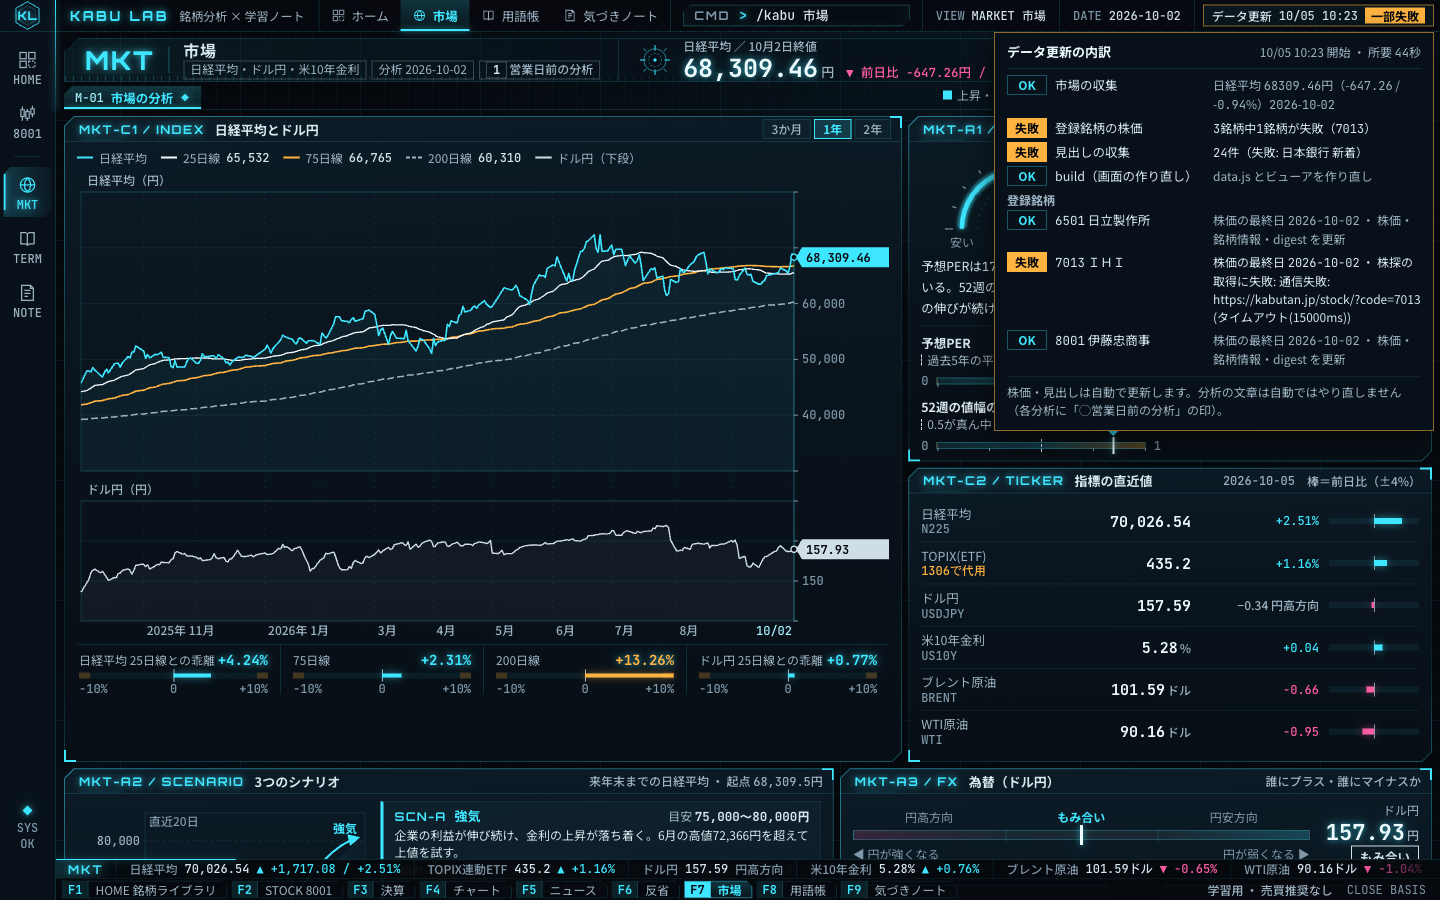 KL KABU LAB 銘柄分析 × 学習ノート ホーム 市場 用語帳 気づきノート CMD > /kabu 市場 VIEW MARKET 市場 DATE 2026-10-02 データ更新 10/05 10:23 一部失敗
HOME
8001
MKT
TERM
NOTE
SYS
OK
MKT
市場
日経平均・ドル円・米10年金利 分析 2026-10-02 1 営業日前の分析
日経平均 ／ 10月2日終値
68,309.46 円 ▼ 前日比 -647.26円 /
M-01 市場の分析 ◆
■ 上昇・
データ更新の内訳 10/05 10:23 開始 ・ 所要 44秒
OK 市場の収集 日経平均 68309.46円（-647.26 /
-0.94%）2026-10-02
失敗 登録銘柄の株価 3銘柄中1銘柄が失敗（7013）
失敗 見出しの収集 24件（失敗: 日本銀行 新着）
OK build（画面の作り直し） data.js とビューアを作り直し
登録銘柄
OK 6501 日立製作所 株価の最終日 2026-10-02 ・ 株価・
銘柄情報・digest を更新
失敗 7013 ＩＨＩ 株価の最終日 2026-10-02 ・ 株探の
取得に失敗: 通信失敗:
https://kabutan.jp/stock/?code=7013
(タイムアウト(15000ms))
OK 8001 伊藤忠商事 株価の最終日 2026-10-02 ・ 株価・
銘柄情報・digest を更新
株価・見出しは自動で更新します。分析の文章は自動ではやり直しません
（各分析に「◯営業日前の分析」の印）。
MKT-C1 / INDEX 日経平均とドル円 3か月 1年 2年
日経平均 25日線 65,532 75日線 66,765 200日線 60,310 ドル円（下段）
日経平均（円）
68,309.46
60,000
50,000
40,000
ドル円（円）
157.93
150
2025年 11月 2026年 1月 3月 4月 5月 6月 7月 8月 10/02
日経平均 25日線との乖離 +4.24% 75日線 +2.31% 200日線 +13.26% ドル円 25日線との乖離 +0.77%
-10% 0 +10% -10% 0 +10% -10% 0 +10% -10% 0 +10%
MKT-A1 /
安い
予想PERは17
いる。52週の
の伸びが続け
予想PER
過去5年の平
0
52週の値幅の
0.5が真ん中
0 1
MKT-C2 / TICKER 指標の直近値 2026-10-05 棒＝前日比（±4%）
日経平均
N225 70,026.54 +2.51%
TOPIX(ETF)
1306で代用 435.2 +1.16%
ドル円
USDJPY 157.59 −0.34 円高方向
米10年金利
US10Y 5.28% +0.04
ブレント原油
BRENT 101.59ドル -0.66
WTI原油
WTI 90.16ドル -0.95
MKT-A2 / SCENARIO 3つのシナリオ 来年末までの日経平均 ・ 起点 68,309.5円
直近20日
80,000
強気
SCN-A 強気 目安 75,000〜80,000円
企業の利益が伸び続け、金利の上昇が落ち着く。6月の高値72,366円を超えて
上値を試す。
MKT-A3 / FX 為替（ドル円） 誰にプラス・誰にマイナスか
円高方向 もみ合い 円安方向
◀ 円が強くなる 円が弱くなる ▶
ドル円
157.93円
もみ合い
MKT 日経平均 70,026.54 ▲ +1,717.08 / +2.51% TOPIX連動ETF 435.2 ▲ +1.16% ドル円 157.59 円高方向 米10年金利 5.28% ▲ +0.76% ブレント原油 101.59ドル ▼ -0.65% WTI原油 90.16ドル ▼ -1.04%
F1 HOME 銘柄ライブラリ F2 STOCK 8001 F3 決算 F4 チャート F5 ニュース F6 反省 F7 市場 F8 用語帳 F9 気づきノート 学習用 ・ 売買推奨なし CLOSE BASIS